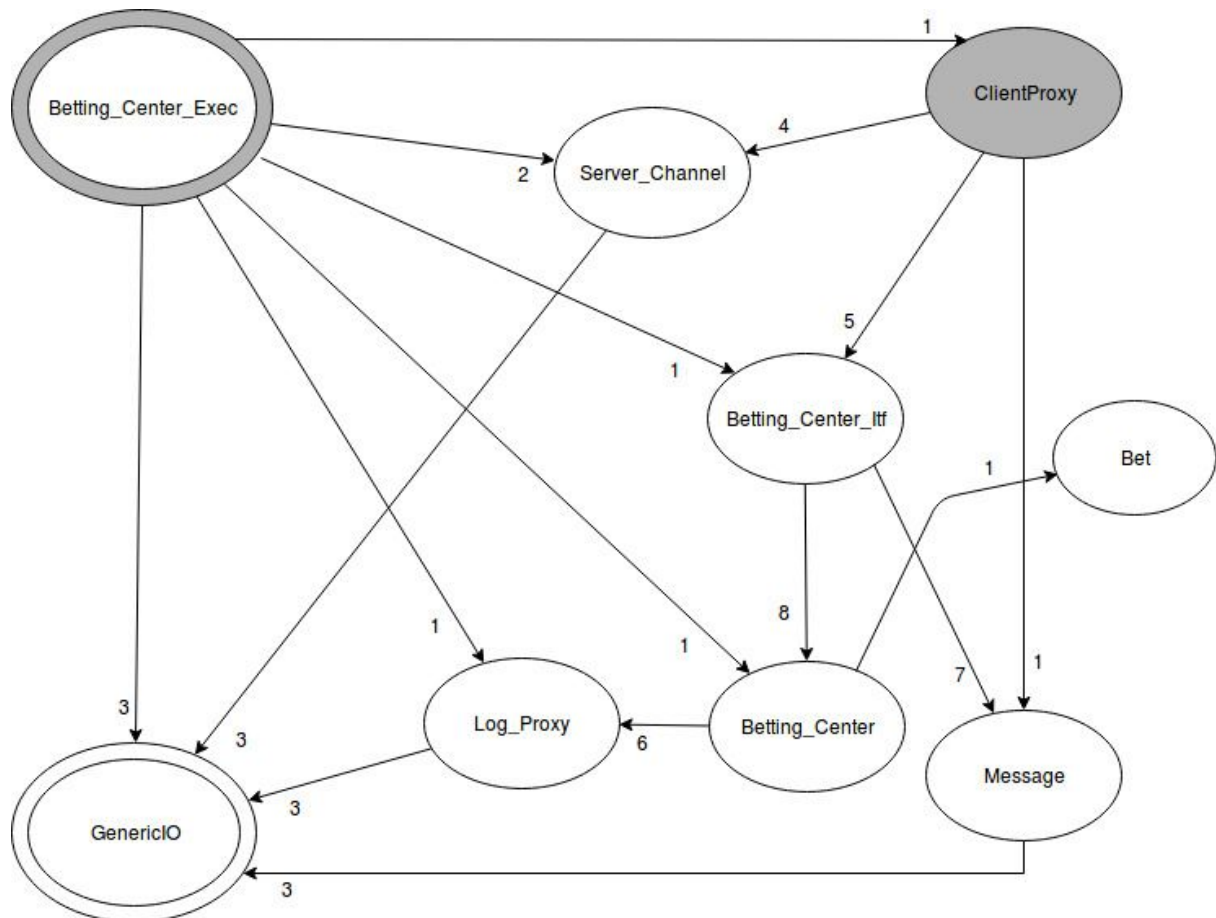 1
Betting_Center_Exec
ClientProxy
4
2
Server_Channel
5
1
Betting_Center_Itf
1
Bet
8
1
1
7
1
3
Log_Proxy
6
Betting_Center
3
Message
3
GenericIO
3